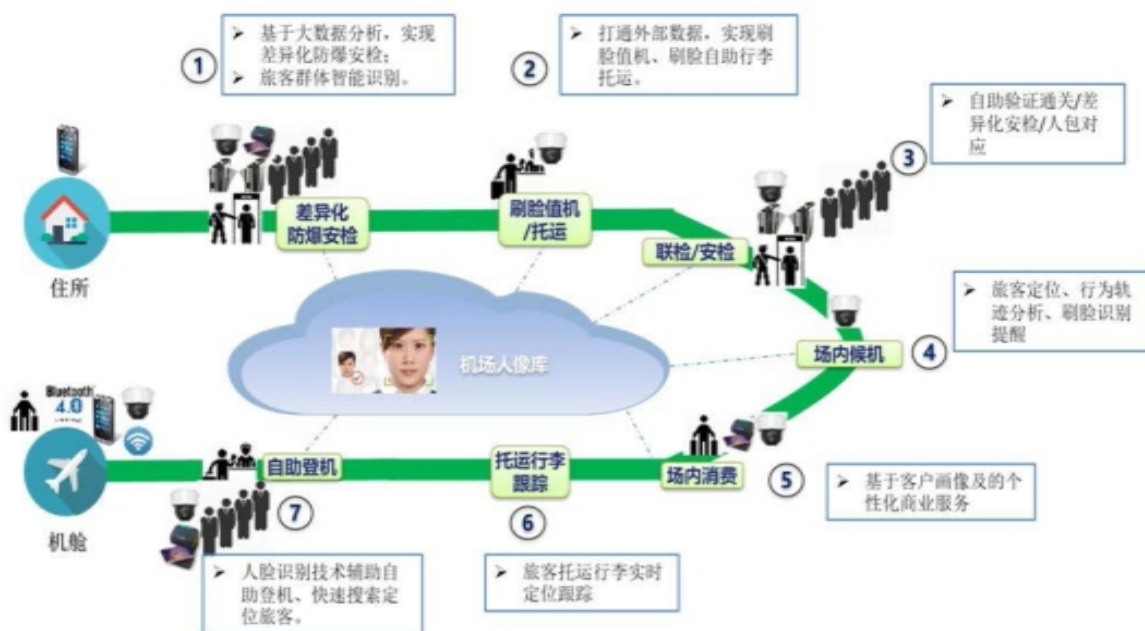 ①
➢ 基于大数据分析，实现
差异化防爆安检；
➢ 旅客群体智能识别。
②
➢ 打通外部数据，实现刷
脸值机、刷脸自助行李
托运。
③
➢ 自助验证通关/差
异化安检/人包对
应
住所
差异化
防爆安检
刷脸值机
/托运
联检/安检
④
➢ 旅客定位、行为轨
迹分析、刷脸识别
提醒
场内候机
机场人像库
Bluetooth
4.0
机舱
自助登机
托运行李
跟踪
场内消费
⑤
➢ 基于客户画像及的个
性化商业服务
⑦
➢ 人脸识别技术辅助自
助登机、快速搜索定
位旅客。
⑥
➢ 旅客托运行李实时
定位跟踪